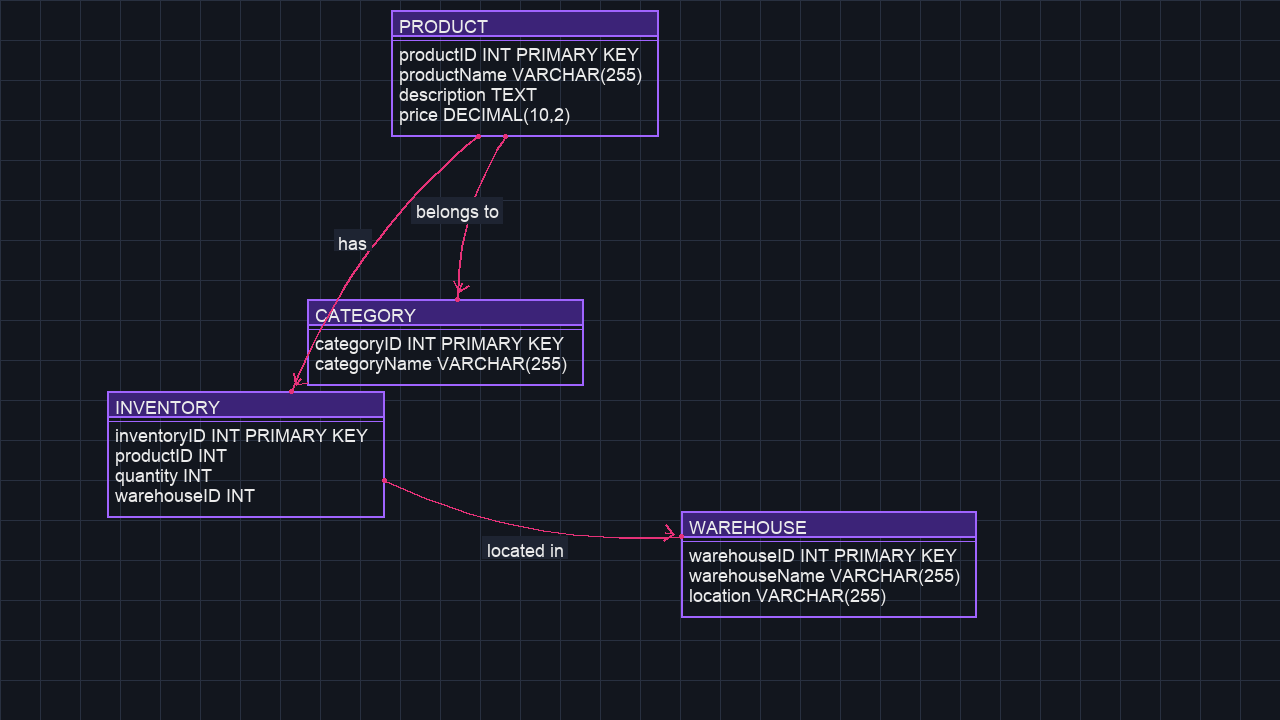 PRODUCT
productID INT PRIMARY KEY
productName VARCHAR(255)
description TEXT
price DECIMAL(10,2)
belongs to
has
CATEGORY
categoryID INT PRIMARY KEY
categoryName VARCHAR(255)
INVENTORY
inventoryID INT PRIMARY KEY
productID INT
quantity INT
warehouseID INT
located in
WAREHOUSE
warehouseID INT PRIMARY KEY
warehouseName VARCHAR(255)
location VARCHAR(255)